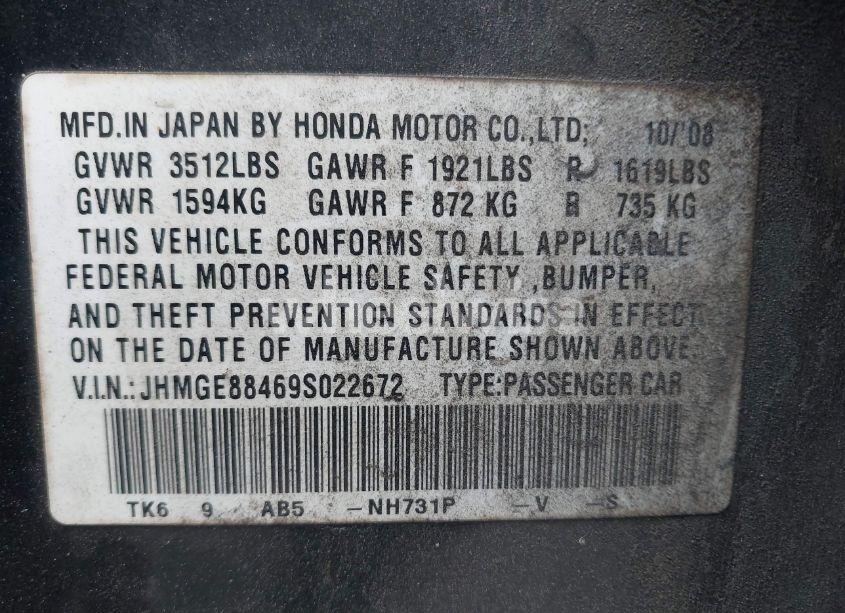 MFD.IN JAPAN BY HONDA MOTOR CO.,LTD; 10/'08
GVWR 3512LBS GAWR F 1921LBS R 1619LBS
GVWR 1594KG GAWR F 872 KG R 735 KG
THIS VEHICLE CONFORMS TO ALL APPLICABLE
FEDERAL MOTOR VEHICLE SAFETY ,BUMPER,
AND THEFT PREVENTION STANDARDS IN EFFECT
ON THE DATE OF MANUFACTURE SHOWN ABOVE
V.I.N.: JHMGE88469S022672 TYPE:PASSENGER CAR
TK6 9 AB5 -NH731P -V -S